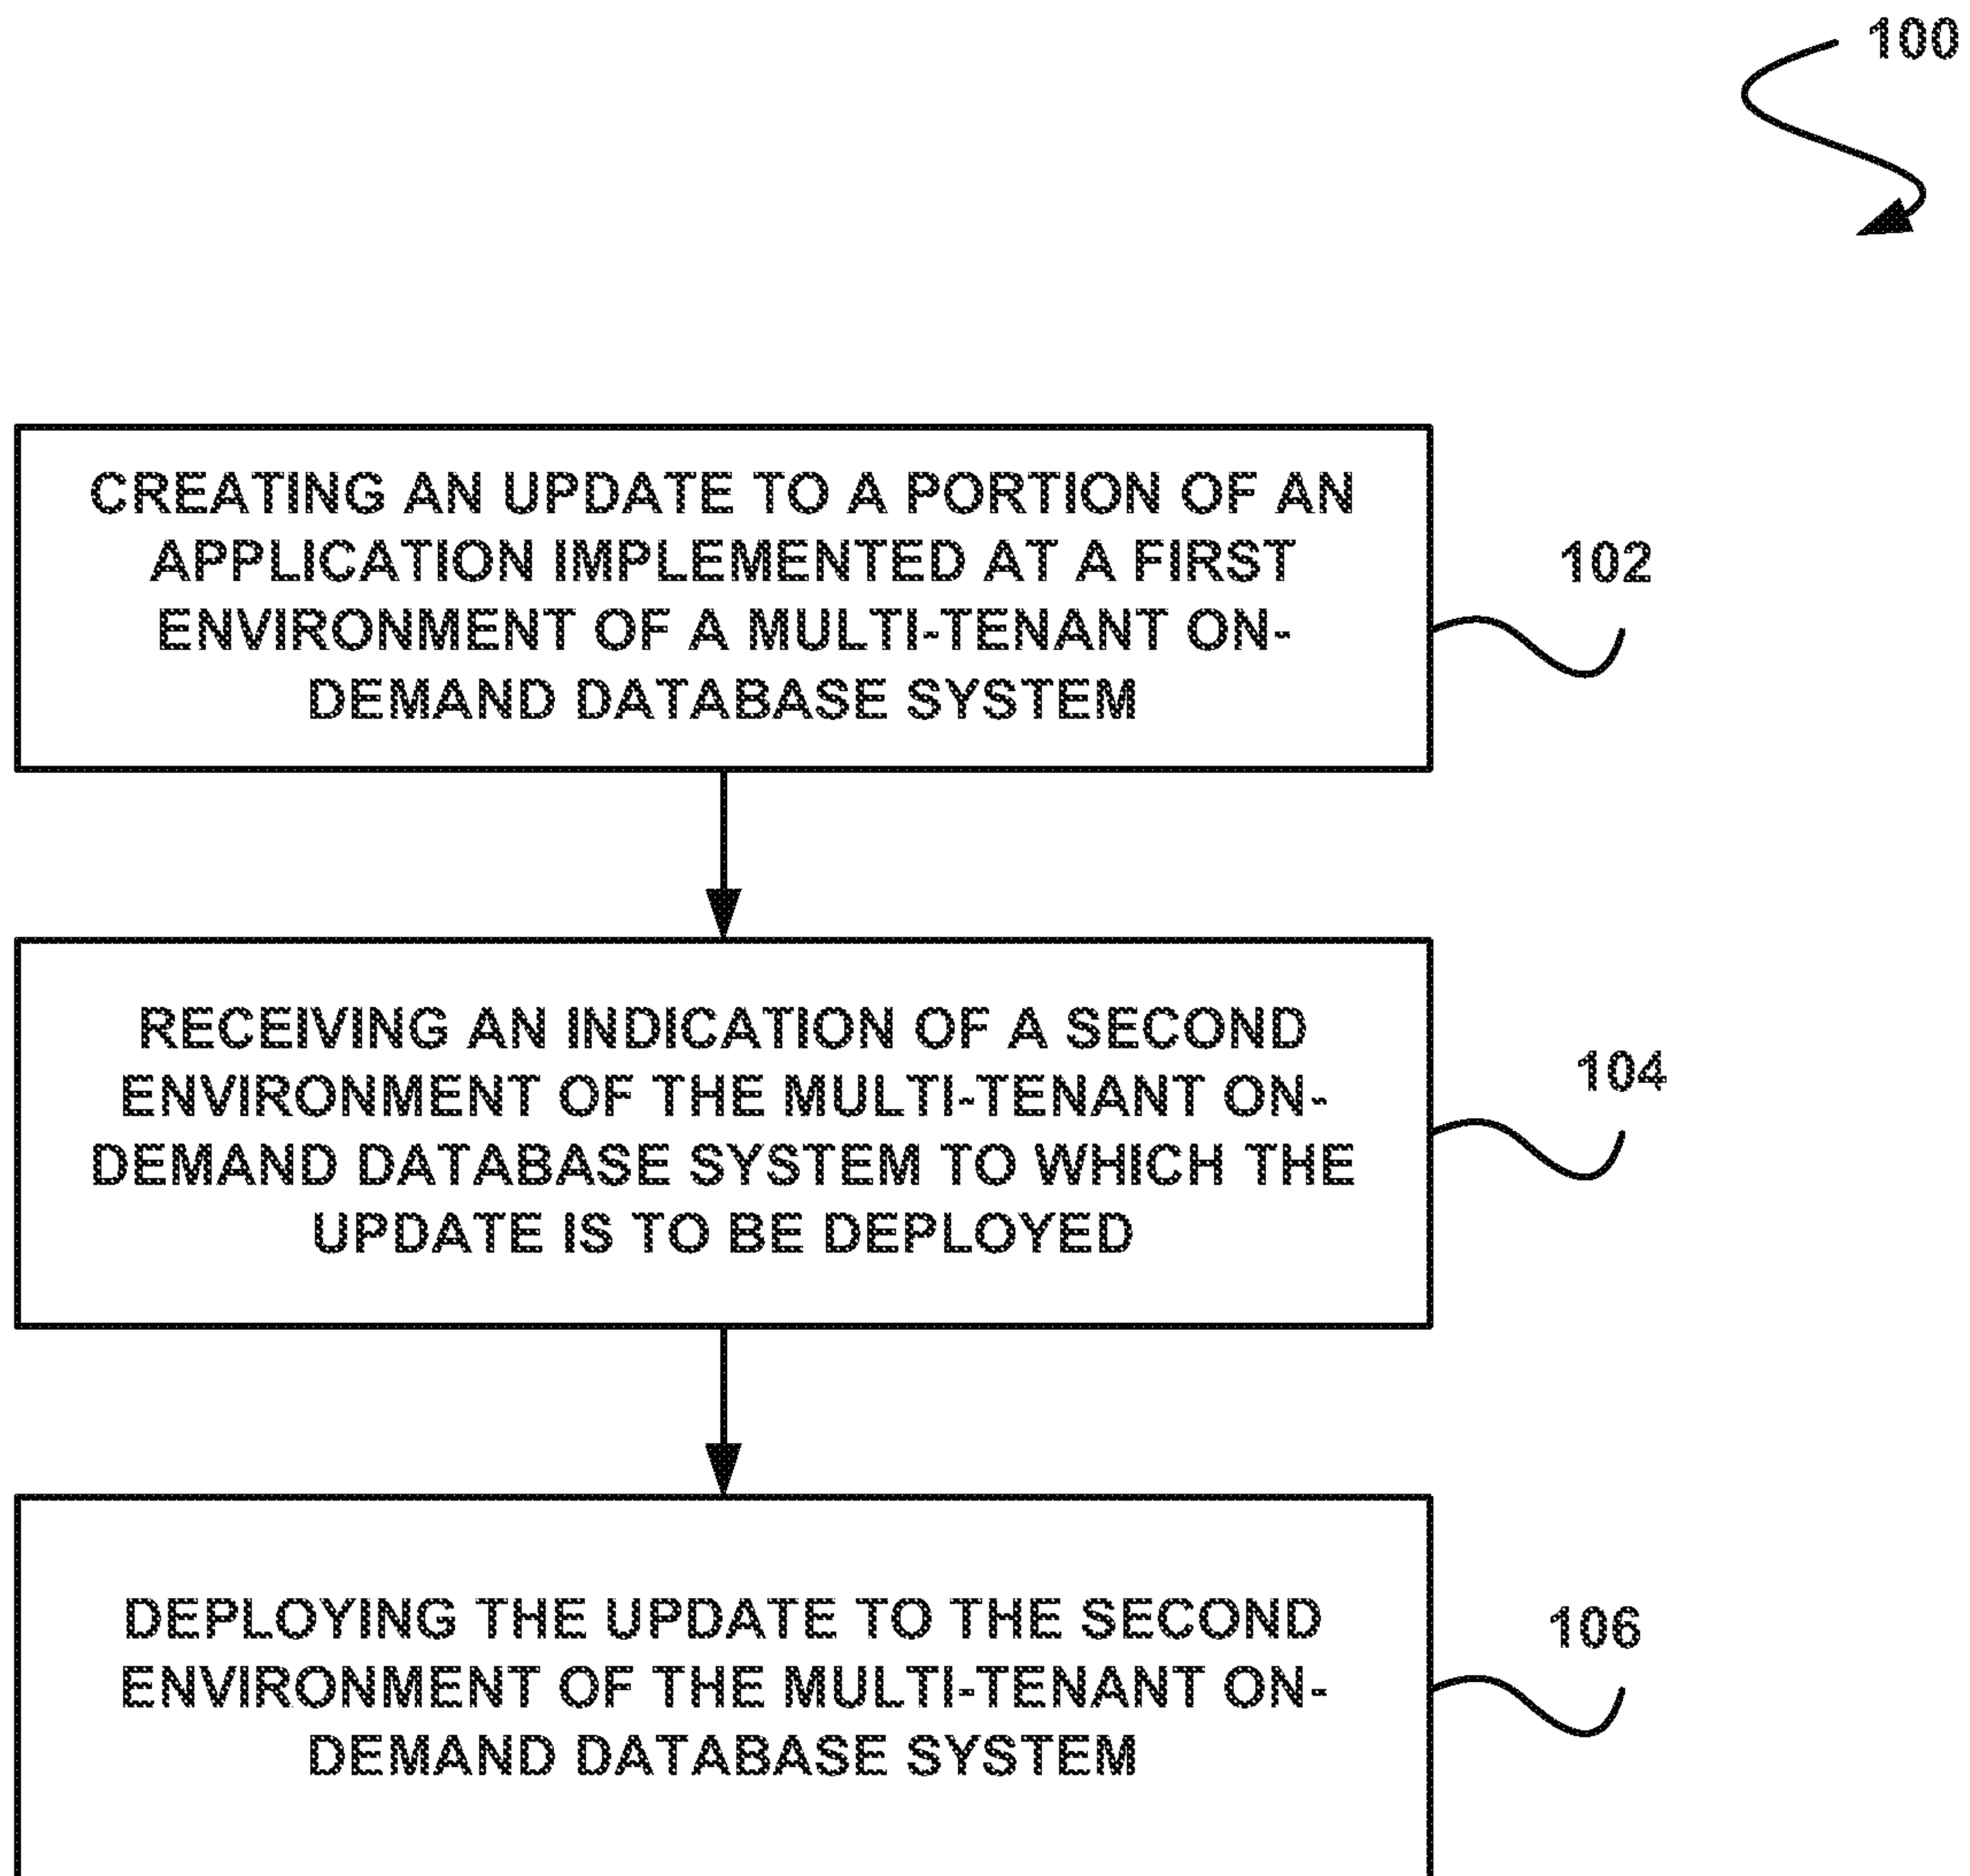 100
CREATING AN UPDATE TO A PORTION OF AN
APPLICATION IMPLEMENTED AT A FIRST
ENVIRONMENT OF A MULTI-TENANT ON-
DEMAND DATABASE SYSTEM
102
RECEIVING AN INDICATION OF A SECOND
ENVIRONMENT OF THE MULTI-TENANT ON-
DEMAND DATABASE SYSTEM TO WHICH THE
UPDATE IS TO BE DEPLOYED
104
DEPLOYING THE UPDATE TO THE SECOND
ENVIRONMENT OF THE MULTI-TENANT ON-
DEMAND DATABASE SYSTEM
106